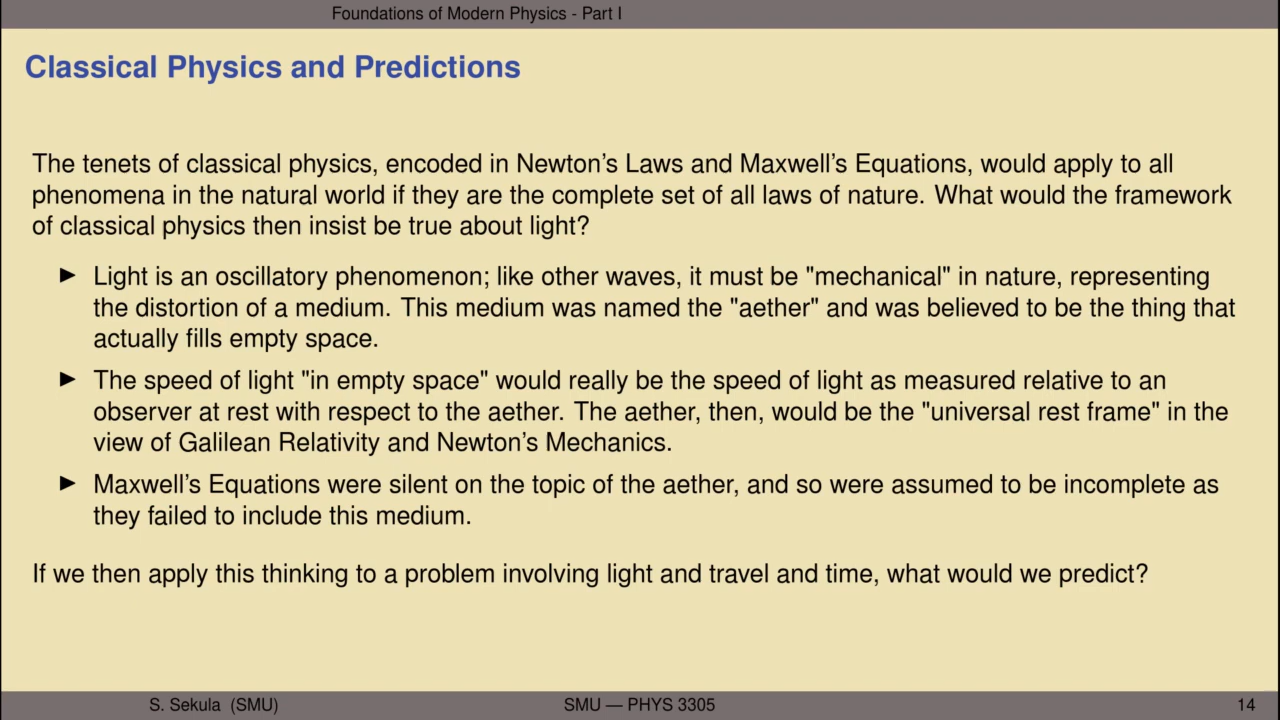 Foundations of Modern Physics - Part I
Classical Physics and Predictions
The tenets of classical physics, encoded in Newton's Laws and Maxwell's Equations, would apply to all
phenomena in the natural world if they are the complete set of all laws of nature. What would the framework
of classical physics then insist be true about light?
▶ Light is an oscillatory phenomenon; like other waves, it must be "mechanical" in nature, representing
the distortion of a medium. This medium was named the "aether" and was believed to be the thing that
actually fills empty space.
▶ The speed of light "in empty space" would really be the speed of light as measured relative to an
observer at rest with respect to the aether. The aether, then, would be the "universal rest frame" in the
view of Galilean Relativity and Newton's Mechanics.
▶ Maxwell's Equations were silent on the topic of the aether, and so were assumed to be incomplete as
they failed to include this medium.
If we then apply this thinking to a problem involving light and travel and time, what would we predict?
S. Sekula (SMU) SMU — PHYS 3305 14